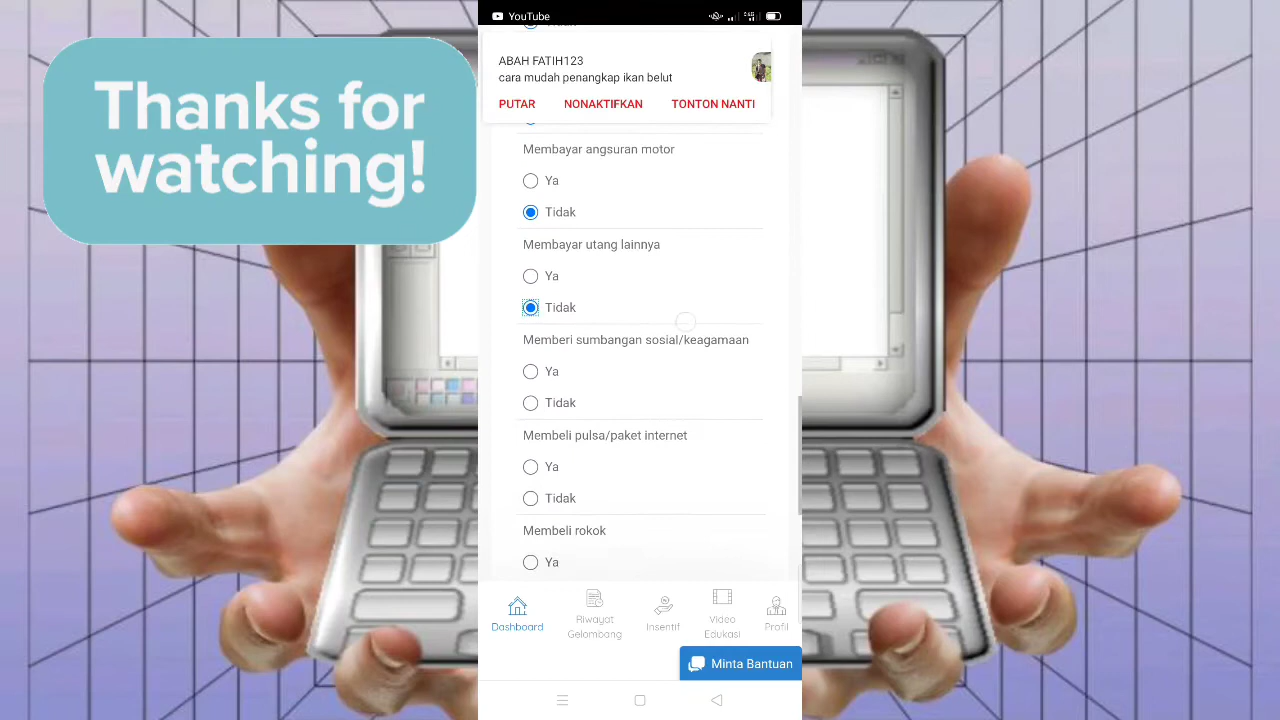 Thanks for
watching!
YouTube
ABAH FATIH123
cara mudah penangkap ikan belut
PUTAR NONAKTIFKAN TONTON NANTI
Membayar angsuran motor
Ya
Tidak
Membayar utang lainnya
Ya
Tidak
Memberi sumbangan sosial/keagamaan
Ya
Tidak
Membeli pulsa/paket internet
Ya
Tidak
Membeli rokok
Ya
Dashboard
Riwayat
Gelombang
Insentif
Video
Edukasi
Profil
Minta Bantuan